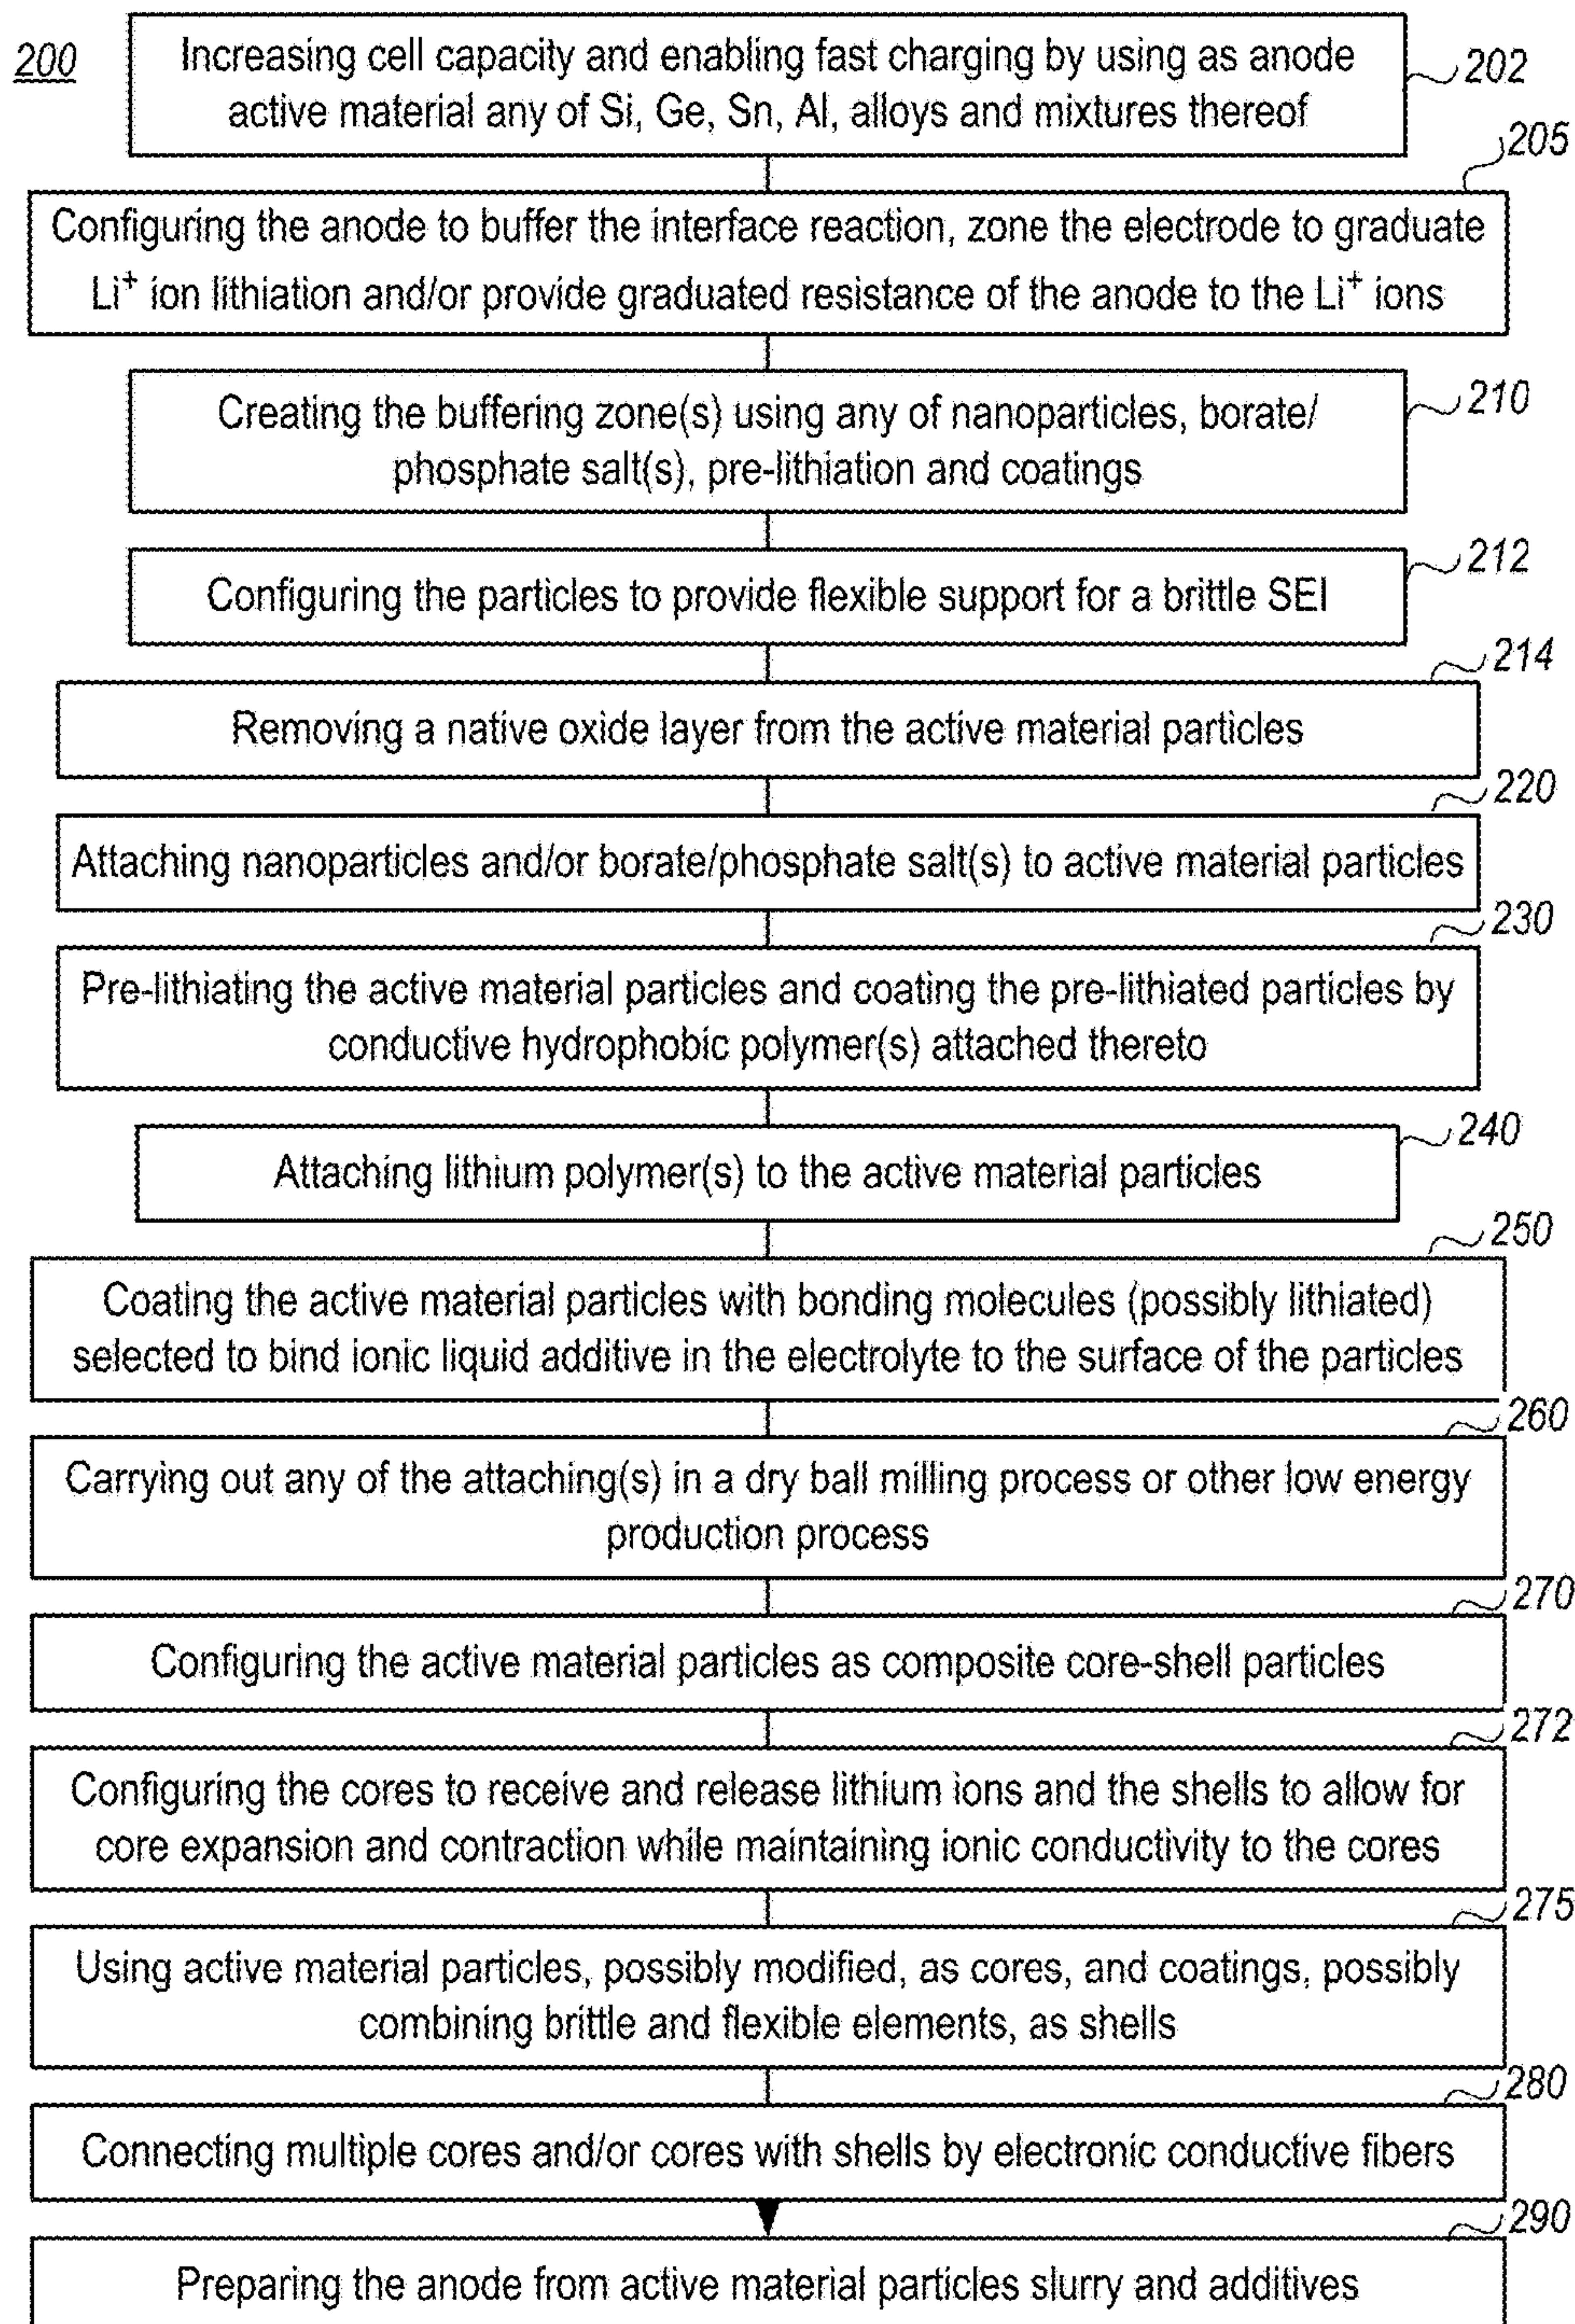 200
Increasing cell capacity and enabling fast charging by using as anode
active material any of Si, Ge, Sn, Al, alloys and mixtures thereof
202
205
Configuring the anode to buffer the interface reaction, zone the electrode to graduate
Li⁺ ion lithiation and/or provide graduated resistance of the anode to the Li⁺ ions
210
Creating the buffering zone(s) using any of nanoparticles, borate/
phosphate salt(s), pre-lithiation and coatings
212
Configuring the particles to provide flexible support for a brittle SEI
214
Removing a native oxide layer from the active material particles
220
Attaching nanoparticles and/or borate/phosphate salt(s) to active material particles
230
Pre-lithiating the active material particles and coating the pre-lithiated particles by
conductive hydrophobic polymer(s) attached thereto
240
Attaching lithium polymer(s) to the active material particles
250
Coating the active material particles with bonding molecules (possibly lithiated)
selected to bind ionic liquid additive in the electrolyte to the surface of the particles
260
Carrying out any of the attaching(s) in a dry ball milling process or other low energy
production process
270
Configuring the active material particles as composite core-shell particles
272
Configuring the cores to receive and release lithium ions and the shells to allow for
core expansion and contraction while maintaining ionic conductivity to the cores
275
Using active material particles, possibly modified, as cores, and coatings, possibly
combining brittle and flexible elements, as shells
280
Connecting multiple cores and/or cores with shells by electronic conductive fibers
290
Preparing the anode from active material particles slurry and additives